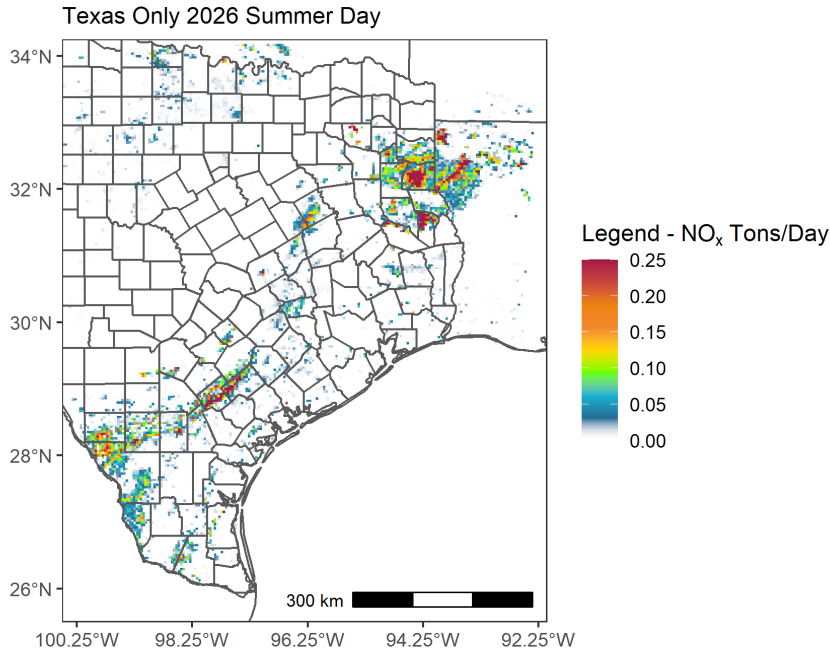 Texas Only 2026 Summer Day
34°N
32°N
30°N
28°N
26°N
100.25°W 98.25°W 96.25°W 94.25°W 92.25°W
300 km
Legend - NOₓ Tons/Day
0.25
0.20
0.15
0.10
0.05
0.00